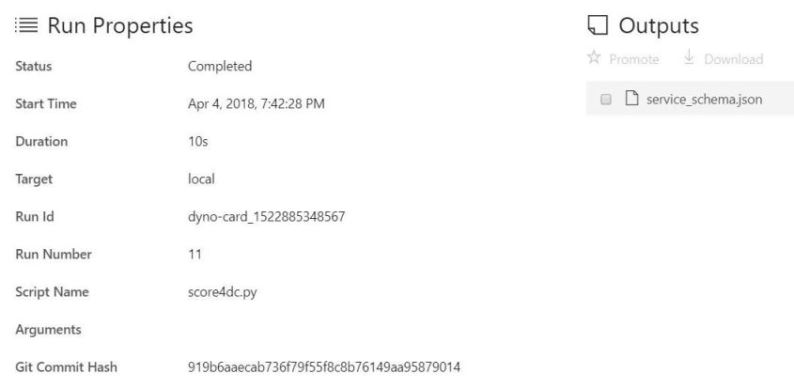 Run Properties
Status Completed
Start Time Apr 4, 2018, 7:42:28 PM
Duration 10s
Target local
Run Id dyno-card_1522885348567
Run Number 11
Script Name score4dc.py
Arguments
Git Commit Hash 919b6aaecab736f79f55f8c8b76149aa95879014
Outputs
Promote Download
service_schema.json